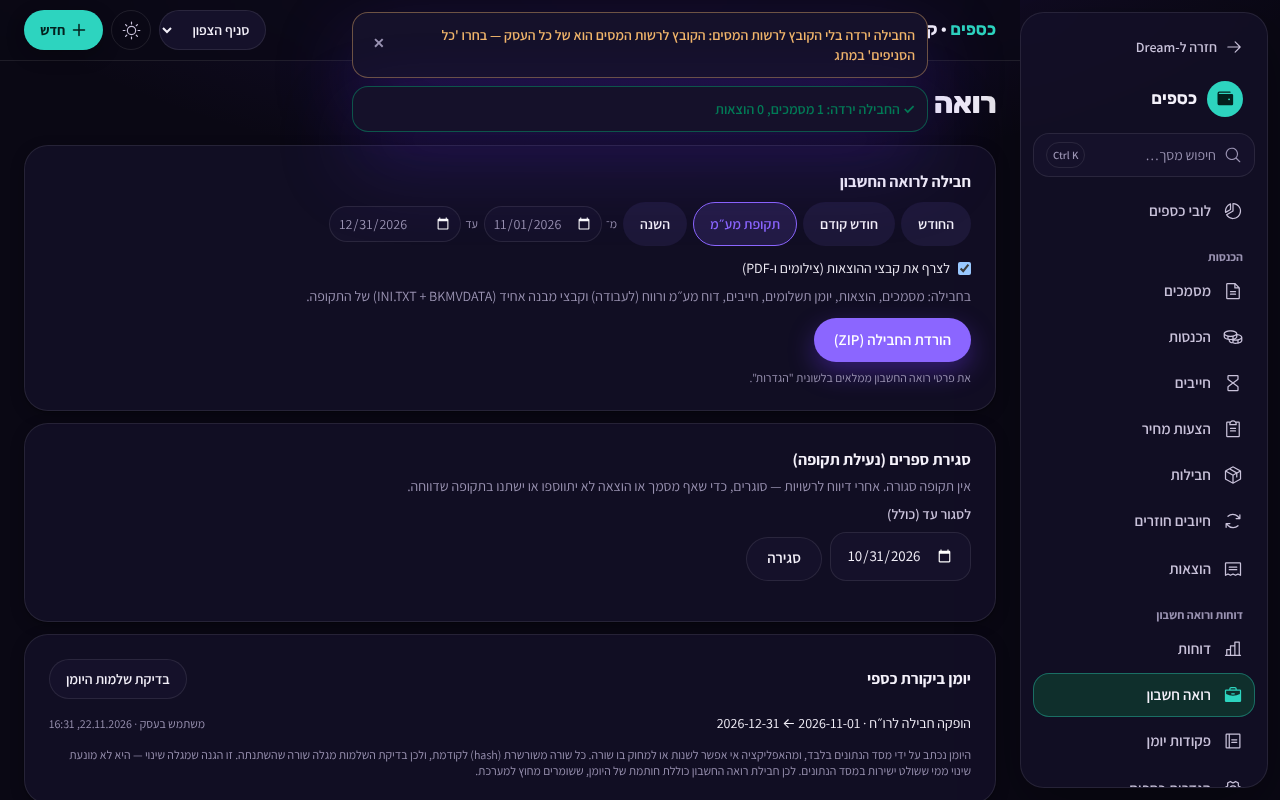 חזרה ל-Dream
כספים
חיפוש מסך…
Ctrl K
לובי כספים
הכנסות
מסמכים
הכנסות
חייבים
הצעות מחיר
חבילות
חיובים חוזרים
הוצאות
דוחות ורואה חשבון
דוחות
רואה חשבון
פקודות יומן
כספים • ק
סניף הצפון
חדש
החבילה ירדה בלי הקובץ לרשות המסים: הקובץ לרשות המסים הוא של כל העסק — בחרו 'כל
הסניפים' במתג
✕
✓ החבילה ירדה: 1 מסמכים, 0 הוצאות
רואה
חבילה לרואה החשבון
החודש
חודש קודם
תקופת מע״מ
השנה
מ־ 11/01/2026 עד 12/31/2026
לצרף את קבצי ההוצאות (צילומים ו-PDF)
בחבילה: מסמכים, הוצאות, יומן תשלומים, חייבים, דוח מע״מ ורווח (לעבודה) וקבצי מבנה אחיד (INI.TXT + BKMVDATA) של התקופה.
הורדת החבילה (ZIP)
את פרטי רואה החשבון ממלאים בלשונית "הגדרות".
סגירת ספרים (נעילת תקופה)
אין תקופה סגורה. אחרי דיווח לרשויות — סוגרים, כדי שאף מסמך או הוצאה לא יתווספו או ישתנו בתקופה שדווחה.
לסגור עד (כולל)
10/31/2026
סגירה
יומן ביקורת כספי
בדיקת שלמות היומן
הופקה חבילה לרו״ח · 2026-11-01 ← 2026-12-31
משתמש בעסק · 22.11.2026, 16:31
היומן נכתב על ידי מסד הנתונים בלבד, ומהאפליקציה אי אפשר לשנות או למחוק בו שורה. כל שורה משורשרת (hash) לקודמת, ולכן בדיקת השלמות מגלה שורה שהשתנתה. זו הגנה שמגלה שינוי — היא לא מונעת
שינוי ממי ששולט ישירות במסד הנתונים. לכן חבילת רואה החשבון כוללת חותמת של היומן, ששומרים מחוץ למערכת.